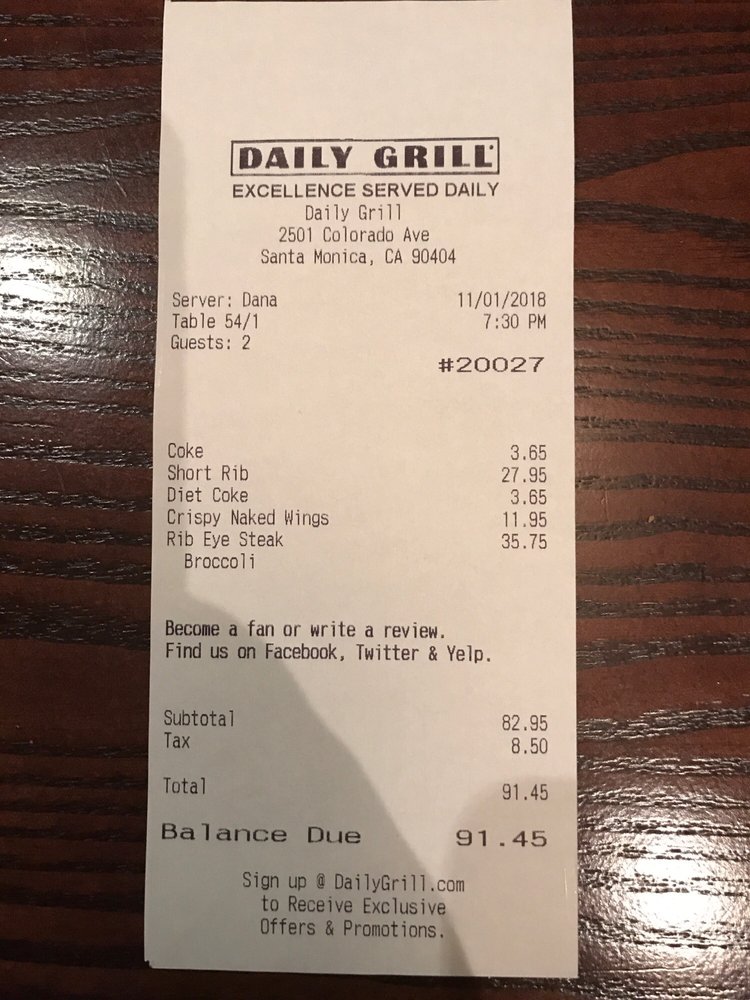 DAILY GRILL
EXCELLENCE SERVED DAILY
Daily Grill
2501 Colorado Ave
Santa Monica, CA 90404
Server: Dana 11/01/2018
Table 54/1 7:30 PM
Guests: 2
#20027
Coke 3.65
Short Rib 27.95
Diet Coke 3.65
Crispy Naked Wings 11.95
Rib Eye Steak 35.75
Broccoli
Become a fan or write a review.
Find us on Facebook, Twitter & Yelp.
Subtotal 82.95
Tax 8.50
Total 91.45
Balance Due 91.45
Sign up @ DailyGrill.com
to Receive Exclusive
Offers & Promotions.